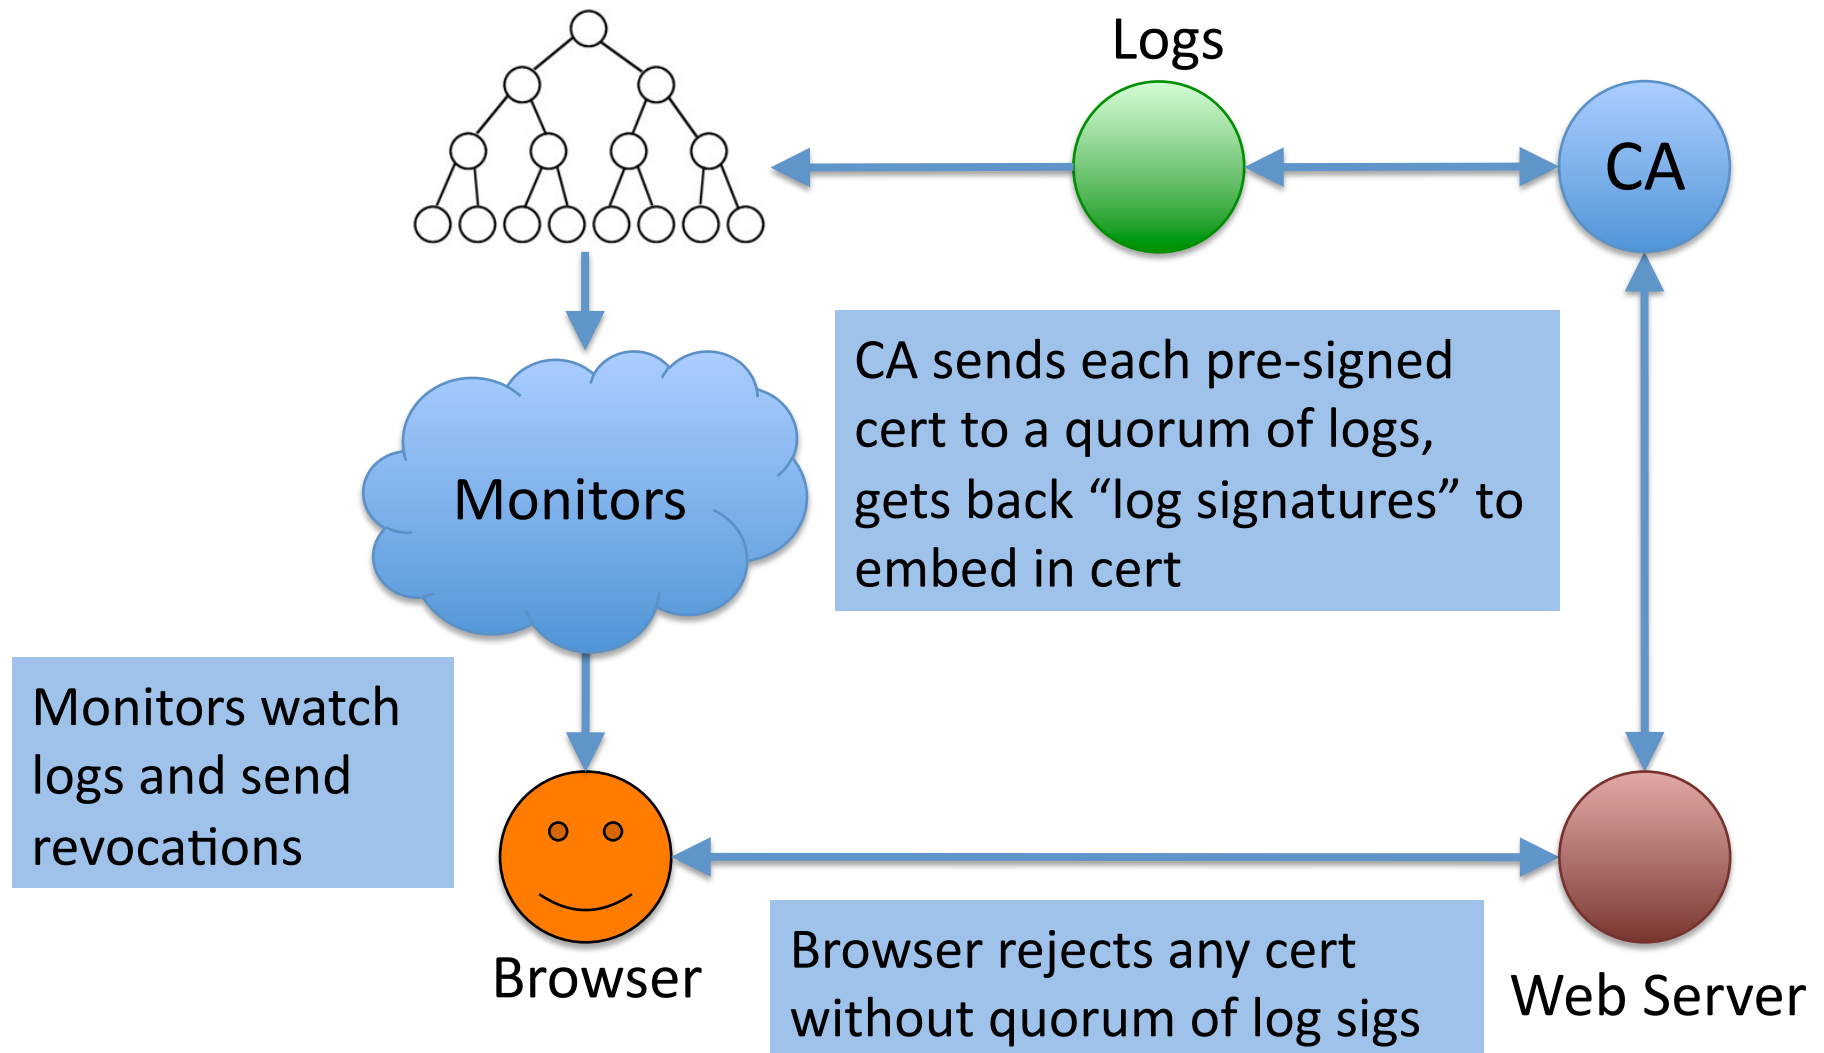 Logs
CA
CA sends each pre-signed
cert to a quorum of logs,
gets back “log signatures” to
embed in cert
Monitors
Monitors watch
logs and send
revocations
Browser
Browser rejects any cert
without quorum of log sigs
Web Server